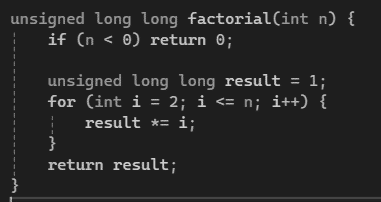 unsigned long long factorial(int n) {
    if (n < 0) return 0;

    unsigned long long result = 1;
    for (int i = 2; i <= n; i++) {
        result *= i;
    }
    return result;
}